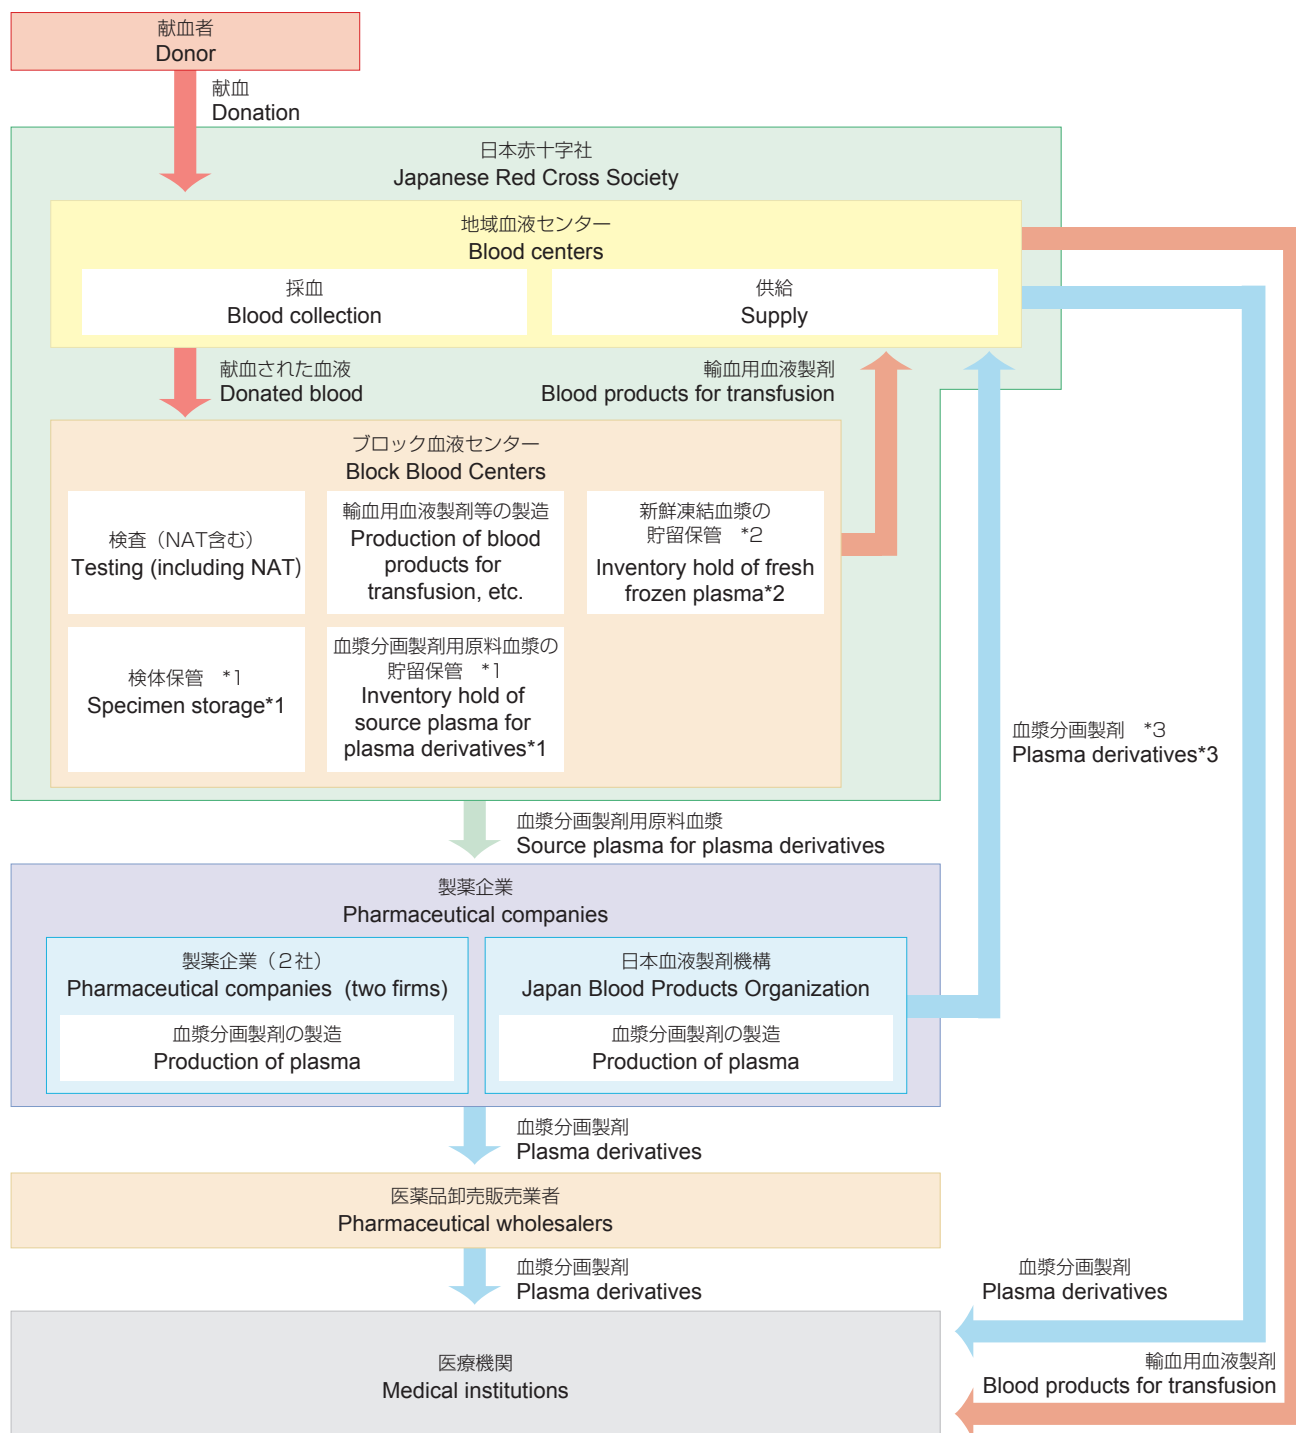 献血者
Donor
献血
Donation
日本赤十字社
Japanese Red Cross Society
地域血液センター
Blood centers
採血
Blood collection
供給
Supply
献血された血液
Donated blood
輸血用血液製剤
Blood products for transfusion
ブロック血液センター
Block Blood Centers
検査（NAT含む）
Testing (including NAT)
輸血用血液製剤等の製造
Production of blood
products for
transfusion, etc.
新鮮凍結血漿の
貯留保管　*2
Inventory hold of fresh
frozen plasma*2
検体保管　*1
Specimen storage*1
血漿分画製剤用原料血漿の
貯留保管　*1
Inventory hold of
source plasma for
plasma derivatives*1
血漿分画製剤　*3
Plasma derivatives*3
血漿分画製剤用原料血漿
Source plasma for plasma derivatives
製薬企業
Pharmaceutical companies
製薬企業（２社）
Pharmaceutical companies (two firms)
血漿分画製剤の製造
Production of plasma
日本血液製剤機構
Japan Blood Products Organization
血漿分画製剤の製造
Production of plasma
血漿分画製剤
Plasma derivatives
医薬品卸売販売業者
Pharmaceutical wholesalers
血漿分画製剤
Plasma derivatives
血漿分画製剤
Plasma derivatives
医療機関
Medical institutions
輸血用血液製剤
Blood products for transfusion